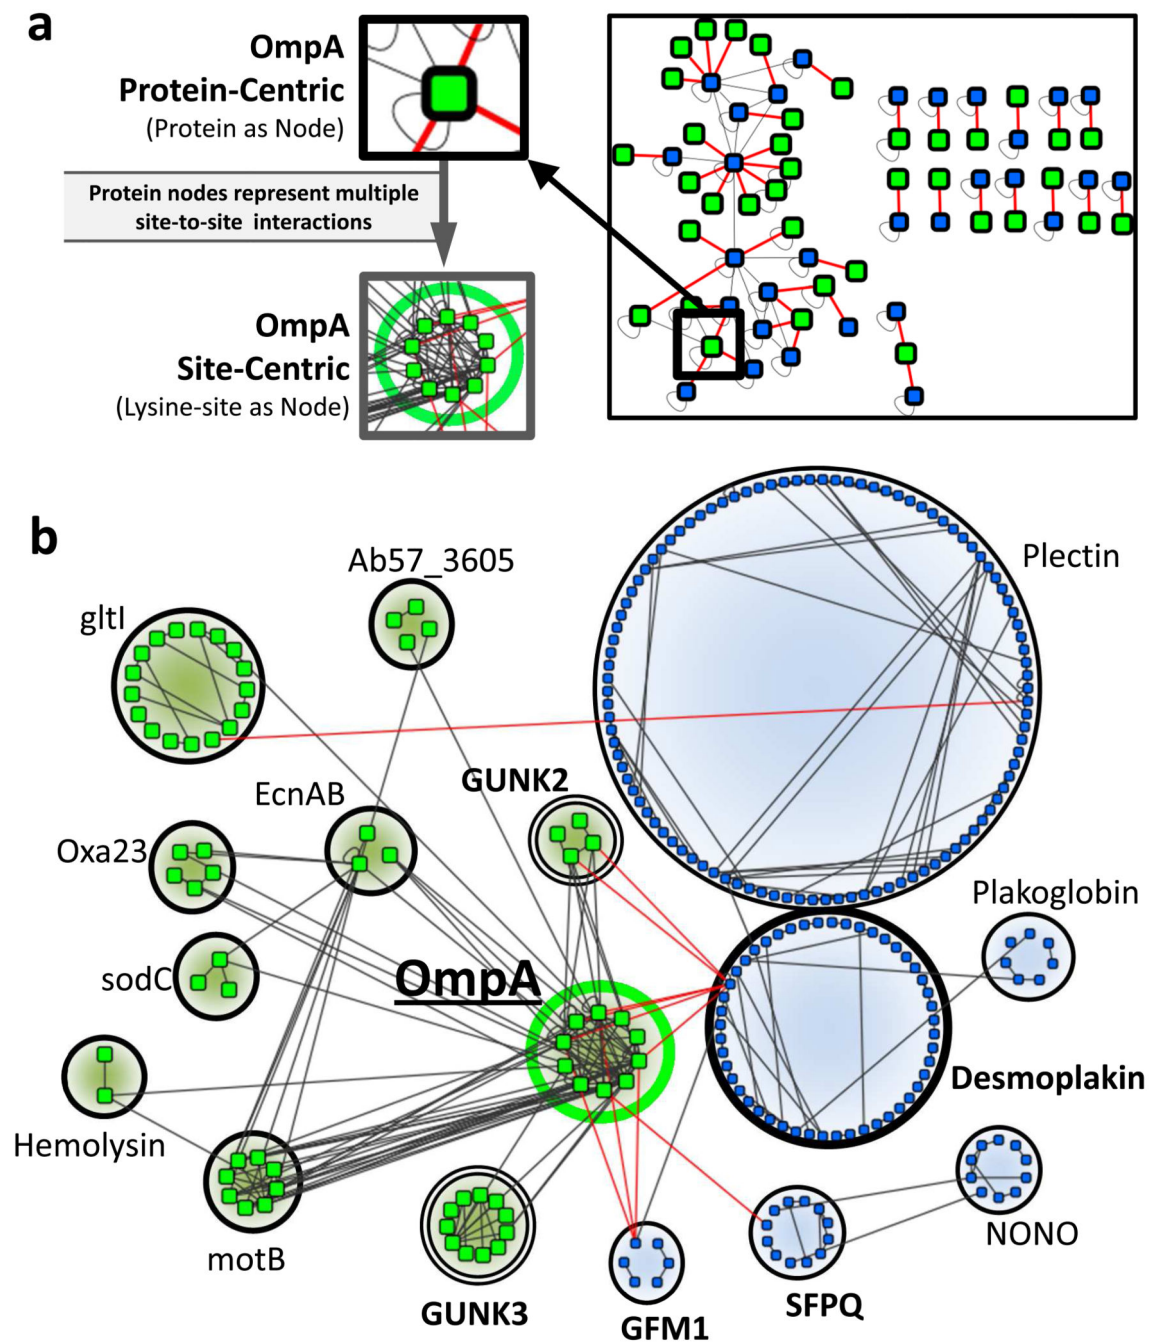 a
OmpA
Protein-Centric
(Protein as Node)
Protein nodes represent multiple
site-to-site interactions
OmpA
Site-Centric
(Lysine-site as Node)
b
Ab57_3605
Plectin
gltI
GUNK2
EcnAB
Oxa23
Plakoglobin
sodC
OmpA
Desmoplakin
Hemolysin
NONO
motB
SFPQ
GUNK3
GFM1